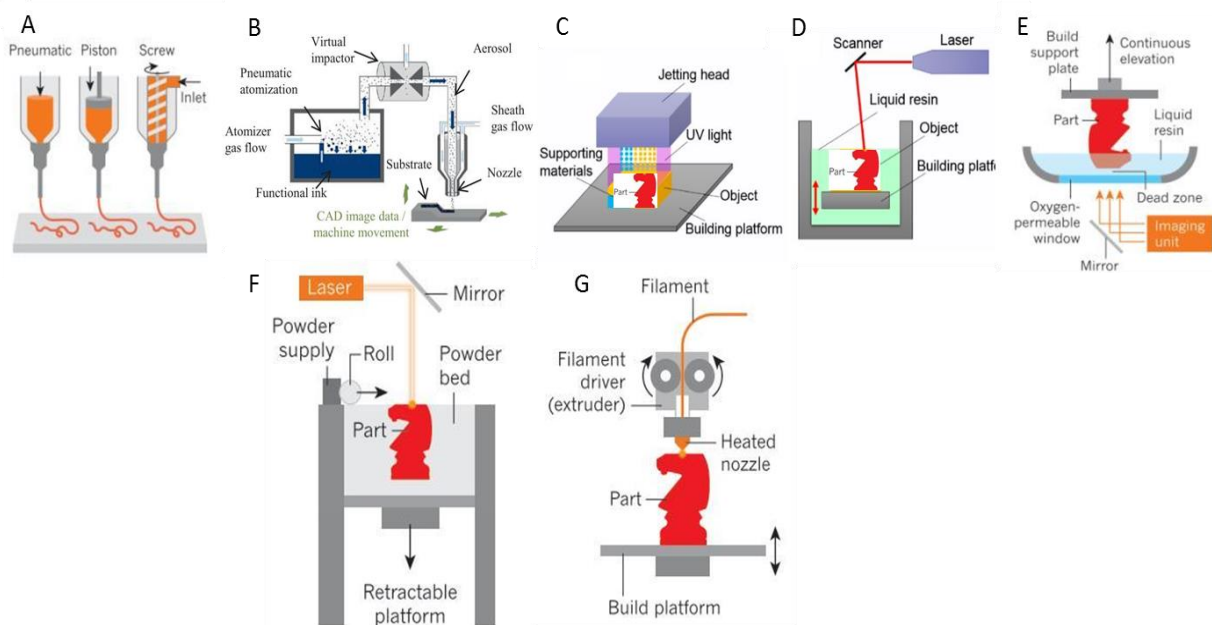 A
Pneumatic Piston Screw
Inlet
B
Virtual
impactor
Aerosol
Pneumatic
atomization
Sheath
gas flow
Atomizer
gas flow
Substrate
Nozzle
Functional ink
CAD image data /
machine movement
C
Jetting head
UV light
Supporting
materials
Part
Object
Building platform
D
Scanner
Laser
Liquid resin
Object
Part
Building platf
E
Build
support
plate
Continuous
elevation
Part
Liquid
resin
Dead zone
Oxygen-
permeable
window
Imaging
unit
Mirror
F
Laser
Mirror
Powder
supply
Roll
Powder
bed
Part
Retractable
platform
G
Filament
Filament
driver
(extruder)
Heated
nozzle
Part
Build platform